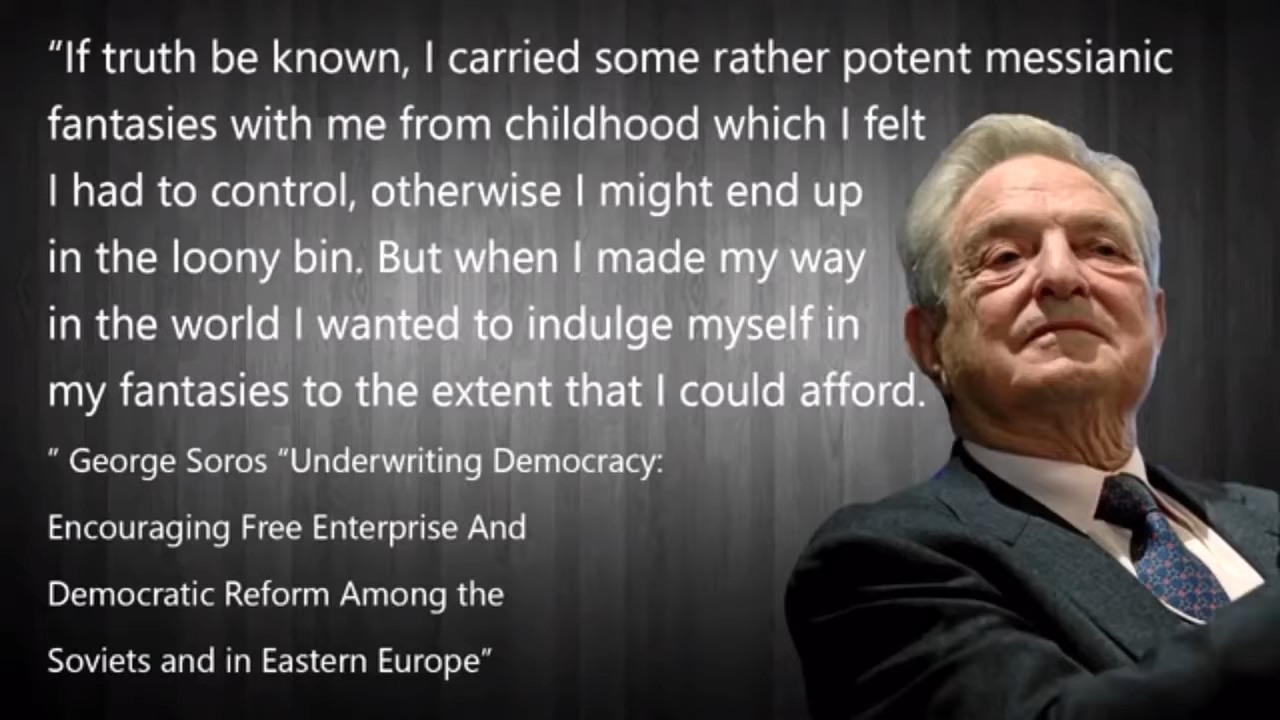 “If truth be known, I carried some rather potent messianic
fantasies with me from childhood which I felt
I had to control, otherwise I might end up
in the loony bin. But when I made my way
in the world I wanted to indulge myself in
my fantasies to the extent that I could afford.
” George Soros “Underwriting Democracy:
Encouraging Free Enterprise And
Democratic Reform Among the
Soviets and in Eastern Europe”